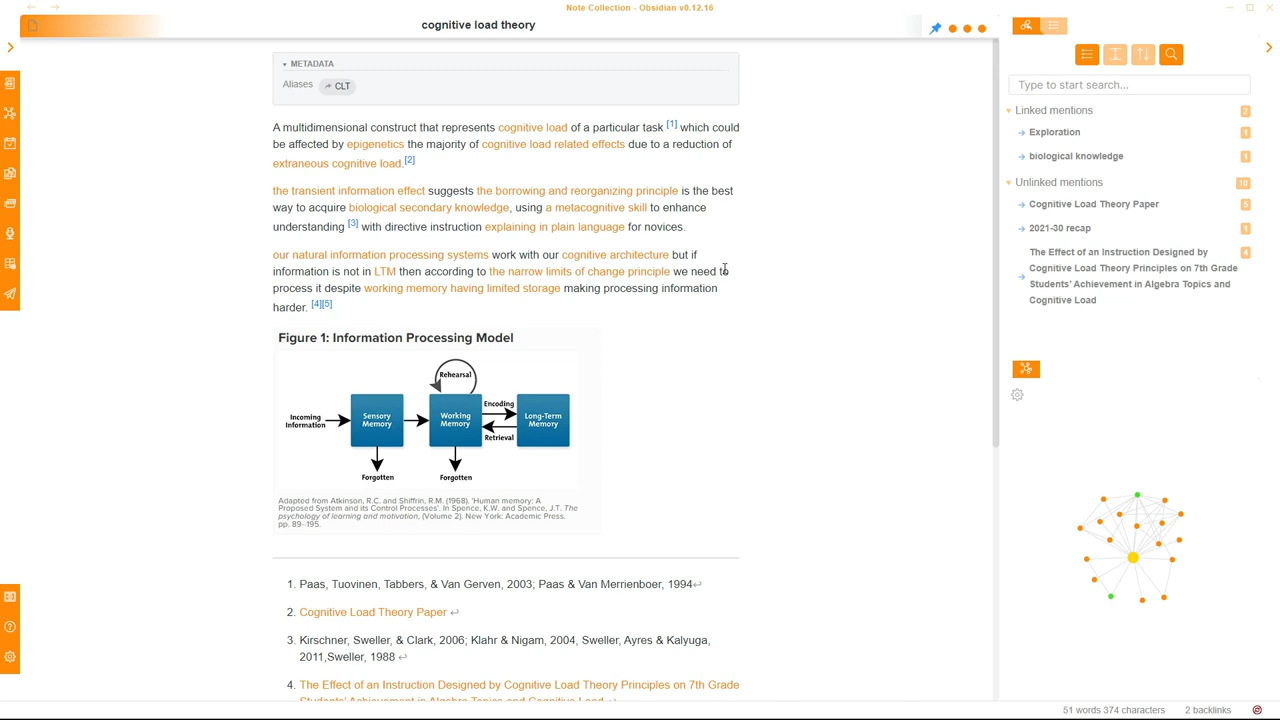 Note Collection - Obsidian v0.12.16
cognitive load theory
METADATA
Aliases CLT
A multidimensional construct that represents cognitive load of a particular task [1] which could
be affected by epigenetics the majority of cognitive load related effects due to a reduction of
extraneous cognitive load.[2]
the transient information effect suggests the borrowing and reorganizing principle is the best
way to acquire biological secondary knowledge, using a metacognitive skill to enhance
understanding [3] with directive instruction explaining in plain language for novices.
our natural information processing systems work with our cognitive architecture but if
information is not in LTM then according to the narrow limits of change principle we need to
process it despite working memory having limited storage making processing information
harder. [4][5]
Figure 1: Information Processing Model
Rehearsal
Incoming
Information
Sensory
Memory
Working
Memory
Encoding
Retrieval
Long-Term
Memory
Forgotten
Forgotten
Adapted from Atkinson, R.C. and Shiffrin, R.M. (1968). 'Human memory: A
Proposed System and its Control Processes'. In Spence, K.W. and Spence, J.T. The
psychology of learning and motivation, (Volume 2). New York: Academic Press.
pp. 89–195.
1. Paas, Tuovinen, Tabbers, & Van Gerven, 2003; Paas & Van Merrienboer, 1994↩
2. Cognitive Load Theory Paper ↩
3. Kirschner, Sweller, & Clark, 2006; Klahr & Nigam, 2004, Sweller, Ayres & Kalyuga,
2011,Sweller, 1988 ↩
4. The Effect of an Instruction Designed by Cognitive Load Theory Principles on 7th Grade
Students' Achievement in Algebra Topics and Cognitive Load ↩
Type to start search...
Linked mentions 2
Exploration 1
biological knowledge 1
Unlinked mentions 10
Cognitive Load Theory Paper 5
2021-30 recap 1
The Effect of an Instruction Designed by 4
Cognitive Load Theory Principles on 7th Grade
Students' Achievement in Algebra Topics and
Cognitive Load
51 words 374 characters
2 backlinks